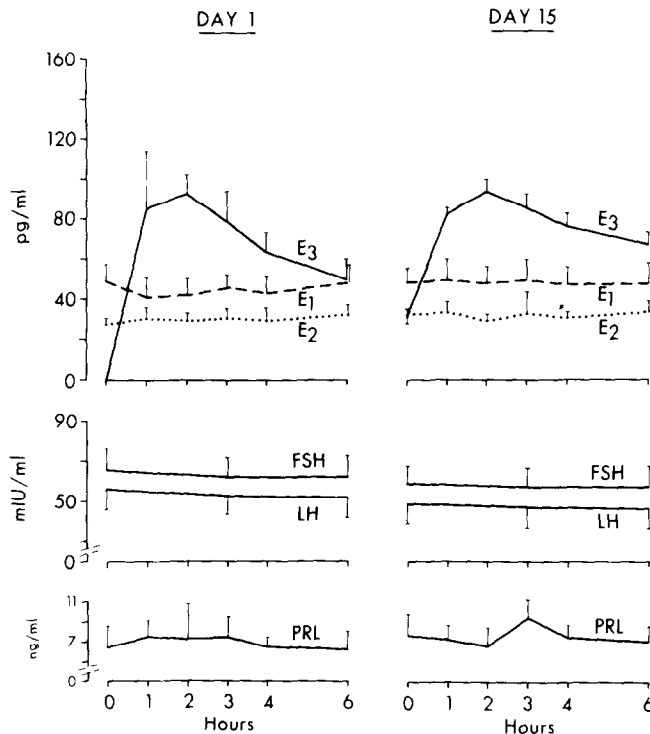 DAY 1
DAY 15
160
120
80
40
0
pg/ml
E3
E1
E2
E3
E1
E2
90
50
0
mIU/ml
FSH
LH
FSH
LH
11
7
0
ng/ml
PRL
PRL
0 1 2 3 4 6
0 1 2 3 4 6
Hours
Hours